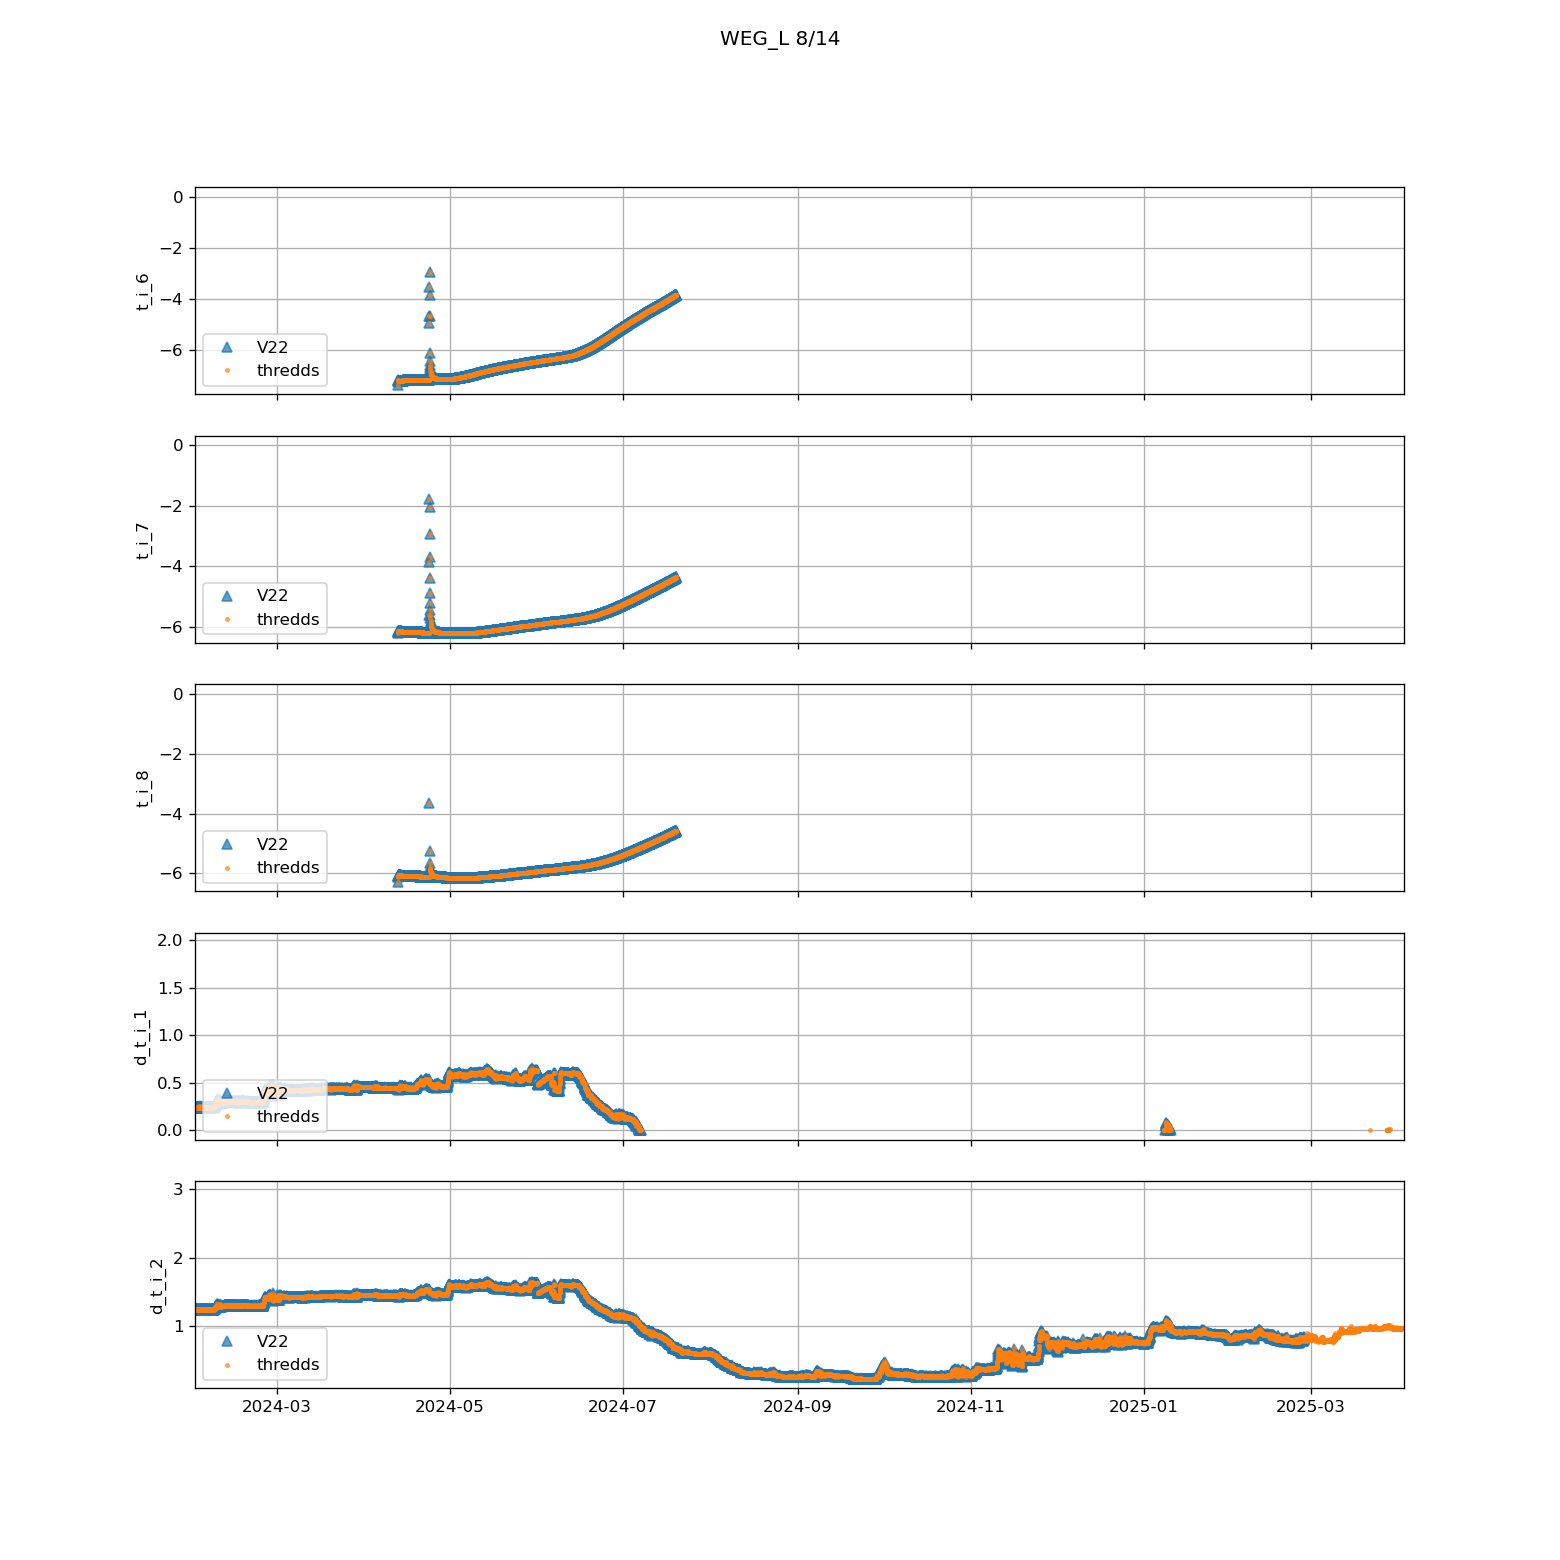 WEG_L 8/14
0
−2
−4
−6
t_i_6
V22
thredds
0
−2
−4
−6
t_i_7
V22
thredds
0
−2
−4
−6
t_i_8
V22
thredds
2.0
1.5
1.0
0.5
0.0
d_t_i_1
V22
thredds
3
2
1
d_t_i_2
V22
thredds
2024-03 2024-05 2024-07 2024-09 2024-11 2025-01 2025-03